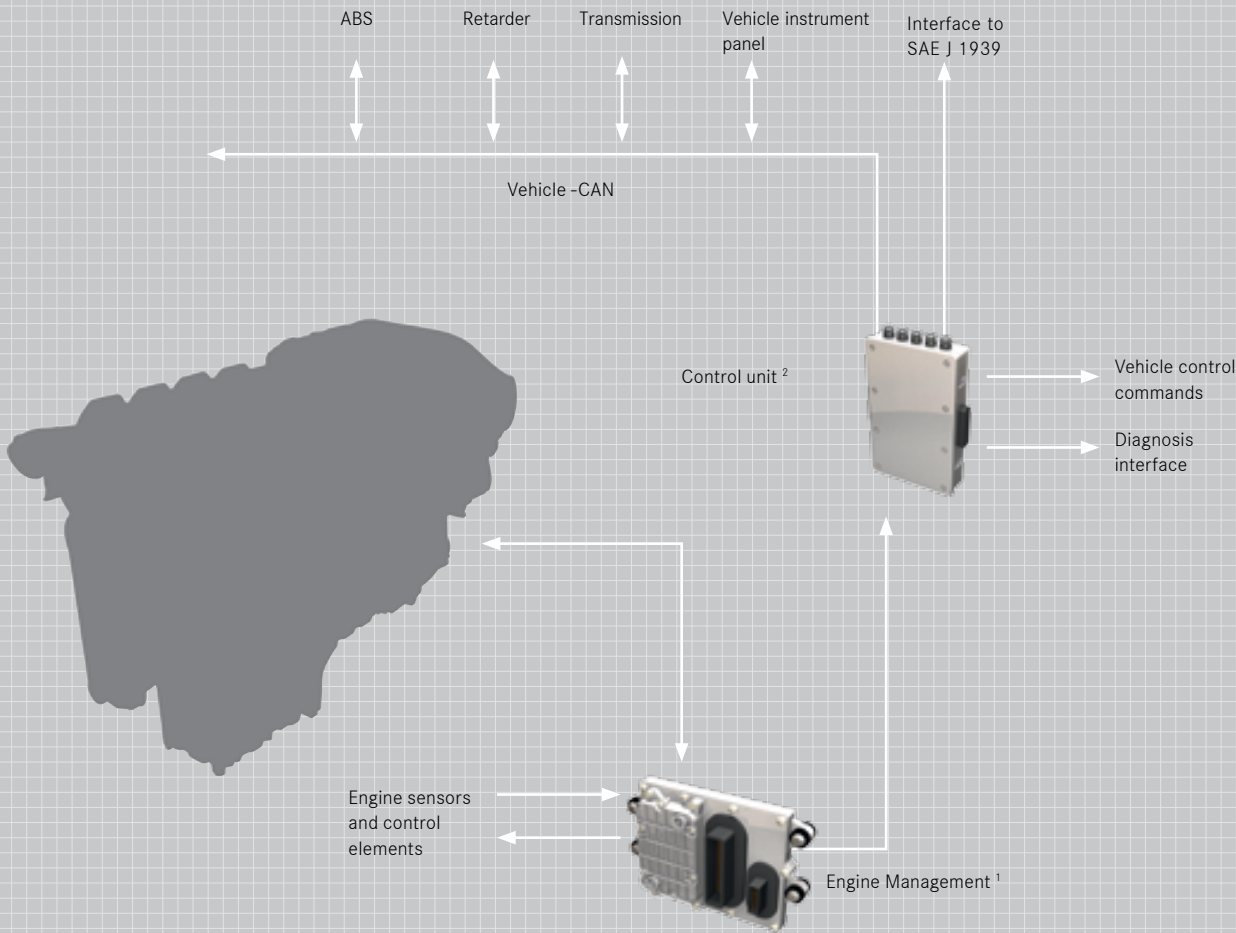 ABS
Retarder
Transmission
Vehicle instrument
panel
Interface to
SAE J 1939
Vehicle -CAN
Control unit ²
Vehicle control
commands
Diagnosis
interface
Engine sensors
and control
elements
Engine Management ¹